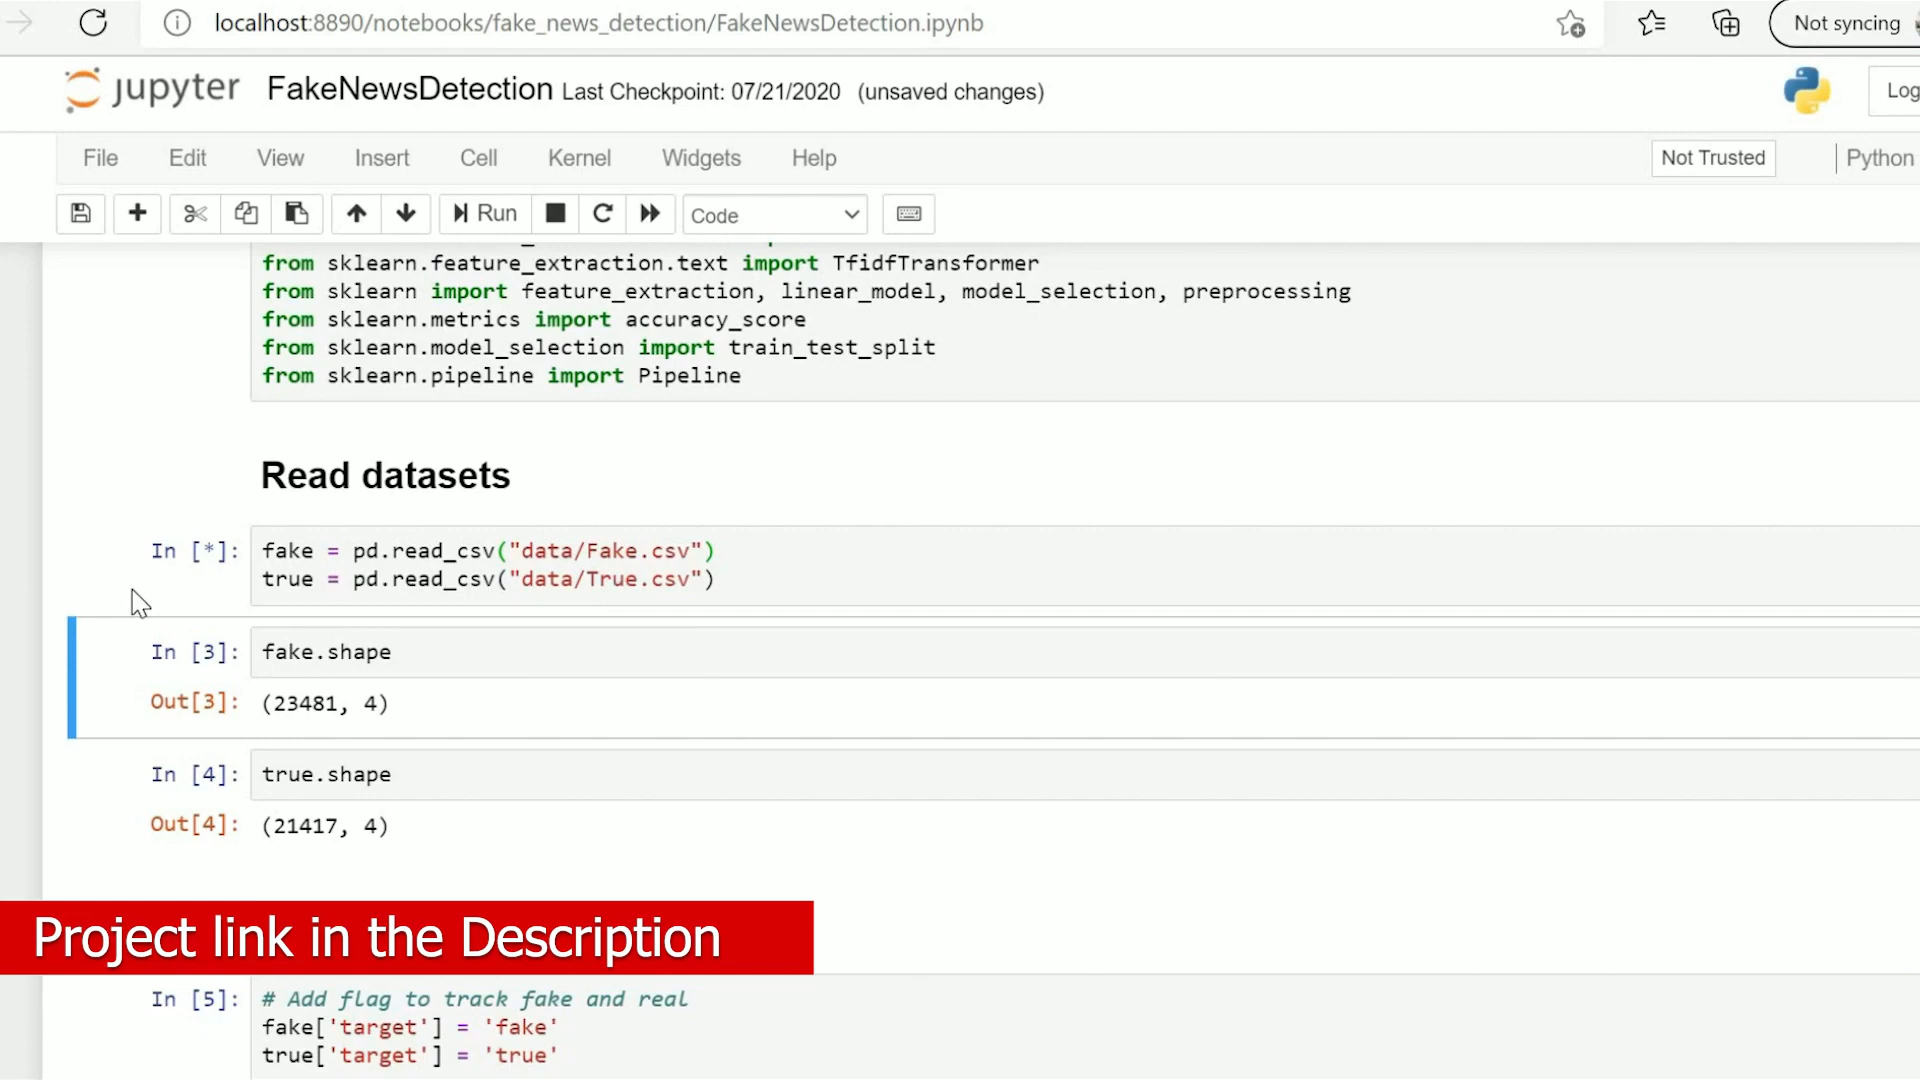 localhost:8890/notebooks/fake_news_detection/FakeNewsDetection.ipynb
Not syncing
jupyter FakeNewsDetection Last Checkpoint: 07/21/2020 (unsaved changes)
Log
File Edit View Insert Cell Kernel Widgets Help
Not Trusted
Python
Run
Code
from sklearn.feature_extraction.text import TfidfTransformer
from sklearn import feature_extraction, linear_model, model_selection, preprocessing
from sklearn.metrics import accuracy_score
from sklearn.model_selection import train_test_split
from sklearn.pipeline import Pipeline
Read datasets
In [*]: fake = pd.read_csv("data/Fake.csv")
true = pd.read_csv("data/True.csv")
In [3]: fake.shape
Out[3]: (23481, 4)
In [4]: true.shape
Out[4]: (21417, 4)
Project link in the Description
In [5]: # Add flag to track fake and real
fake['target'] = 'fake'
true['target'] = 'true'